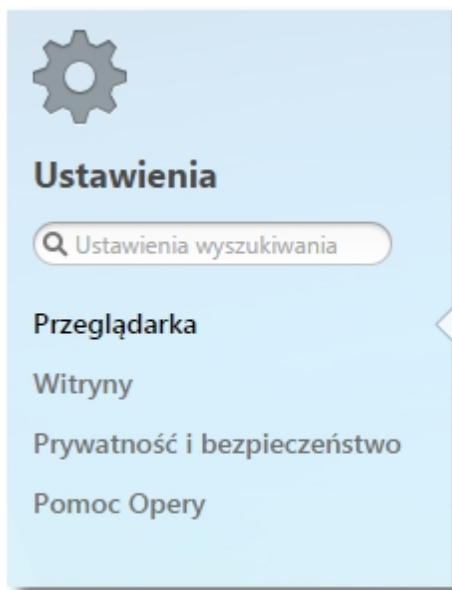 Ustawienia
Ustawienia wyszukiwania
Przeglądarka
Witryny
Prywatność i bezpieczeństwo
Pomoc Opery